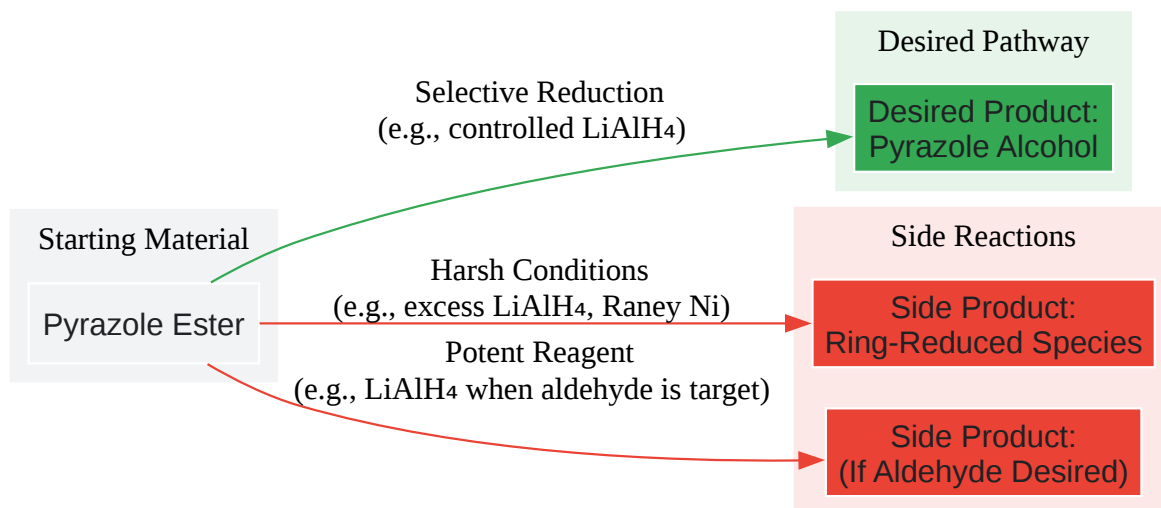 Desired Pathway
Selective Reduction
(e.g., controlled LiAlH₄)
Desired Product:
Pyrazole Alcohol
Starting Material
Pyrazole Ester
Side Reactions
Harsh Conditions
(e.g., excess LiAlH₄, Raney Ni)
Side Product:
Ring-Reduced Species
Potent Reagent
(e.g., LiAlH₄ when aldehyde is target)
Side Product:
(If Aldehyde Desired)